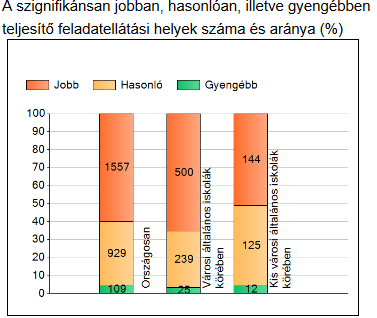 A szignifikánsan jobban, hasonlóan, illetve gyengébben
teljesítő feladatellátási helyek száma és aránya (%)
Jobb
Hasonló
Gyengébb
100
90
80
70
60
50
40
30
20
10
0
1557
929
109
Országosan
500
239
25
Városi általános iskolák
körében
144
125
12
Kis városi általános iskolák
körében